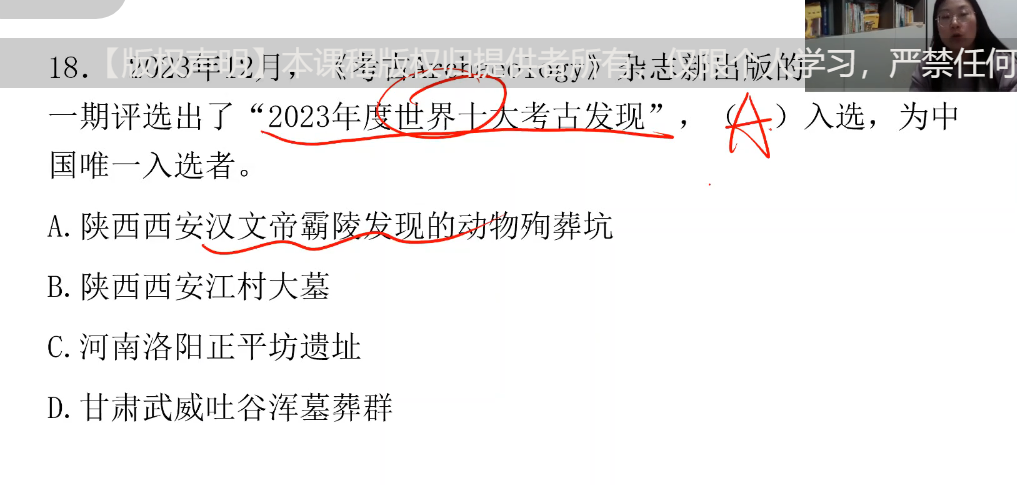 【版权声明】本课程版权归提供者所有，仅限个人学习，严禁任何
18. 2023年12月，《考古Archaeology》杂志新出版的
一期评选出了“2023年度世界十大考古发现”，（A）入选，为中
国唯一入选者。
A.陕西西安汉文帝霸陵发现的动物殉葬坑
B.陕西西安江村大墓
C.河南洛阳正平坊遗址
D.甘肃武威吐谷浑墓葬群